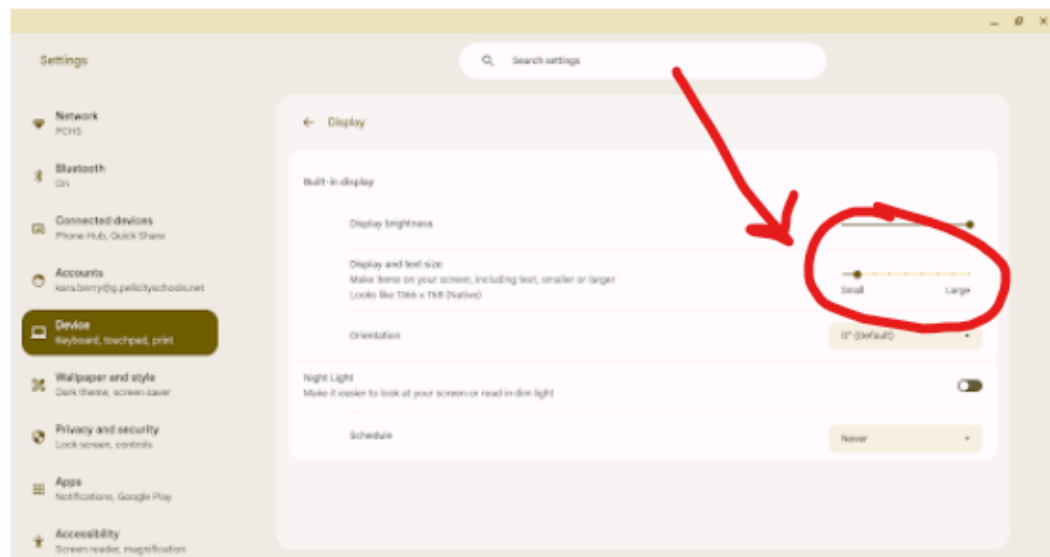 Settings
Search settings
Network
PCHS
Bluetooth
On
Connected devices
Phone Hub, Quick Share
Accounts
kara.berry@g.pellcityschools.net
Device
Keyboard, touchpad, print
Wallpaper and style
Dark theme, screen saver
Privacy and security
Lock screen, controls
Apps
Notifications, Google Play
Accessibility
Screen reader, magnification
Display
Built-in display
Display brightness
Display and text size
Make items on your screen, including text, smaller or larger
Looks like 1366 x 768 (Native)
Small
Large
Orientation
0° (Default)
Night Light
Make it easier to look at your screen or read in dim light
Schedule
Never